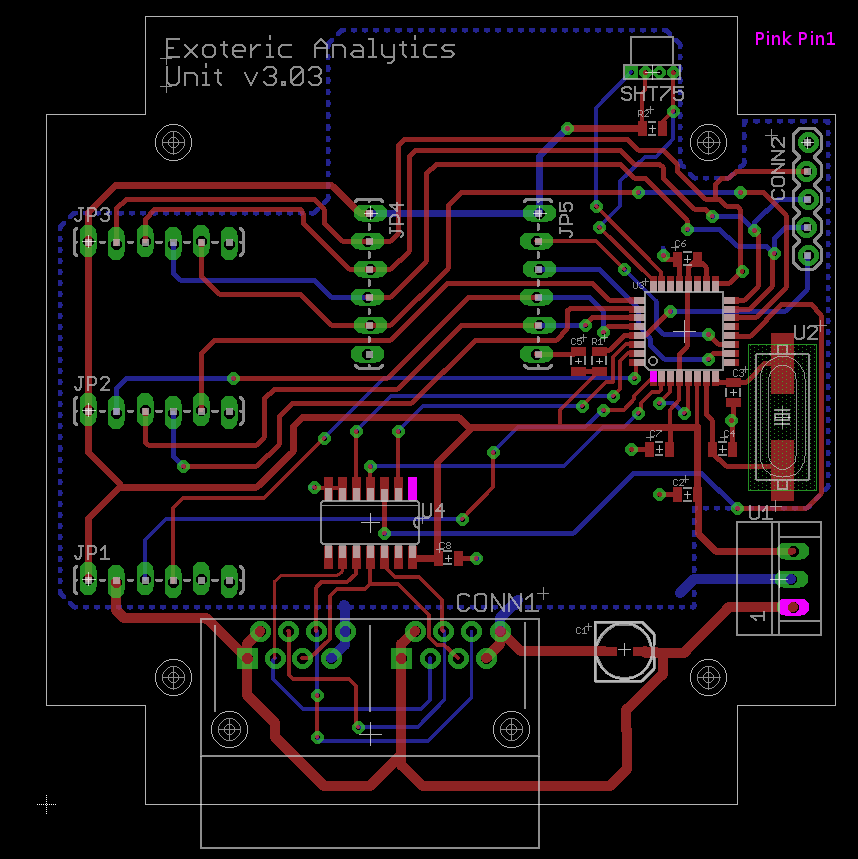 Exoteric Analytics
Unit v3.03
Pink Pin1
SHT75
R2
CONN2
JP3
JP4
JP5
C6
U3
U2
C5
R1
C3
JP2
C4
C7
C2
U4
U1
JP1
C8
CONN1
1
C1